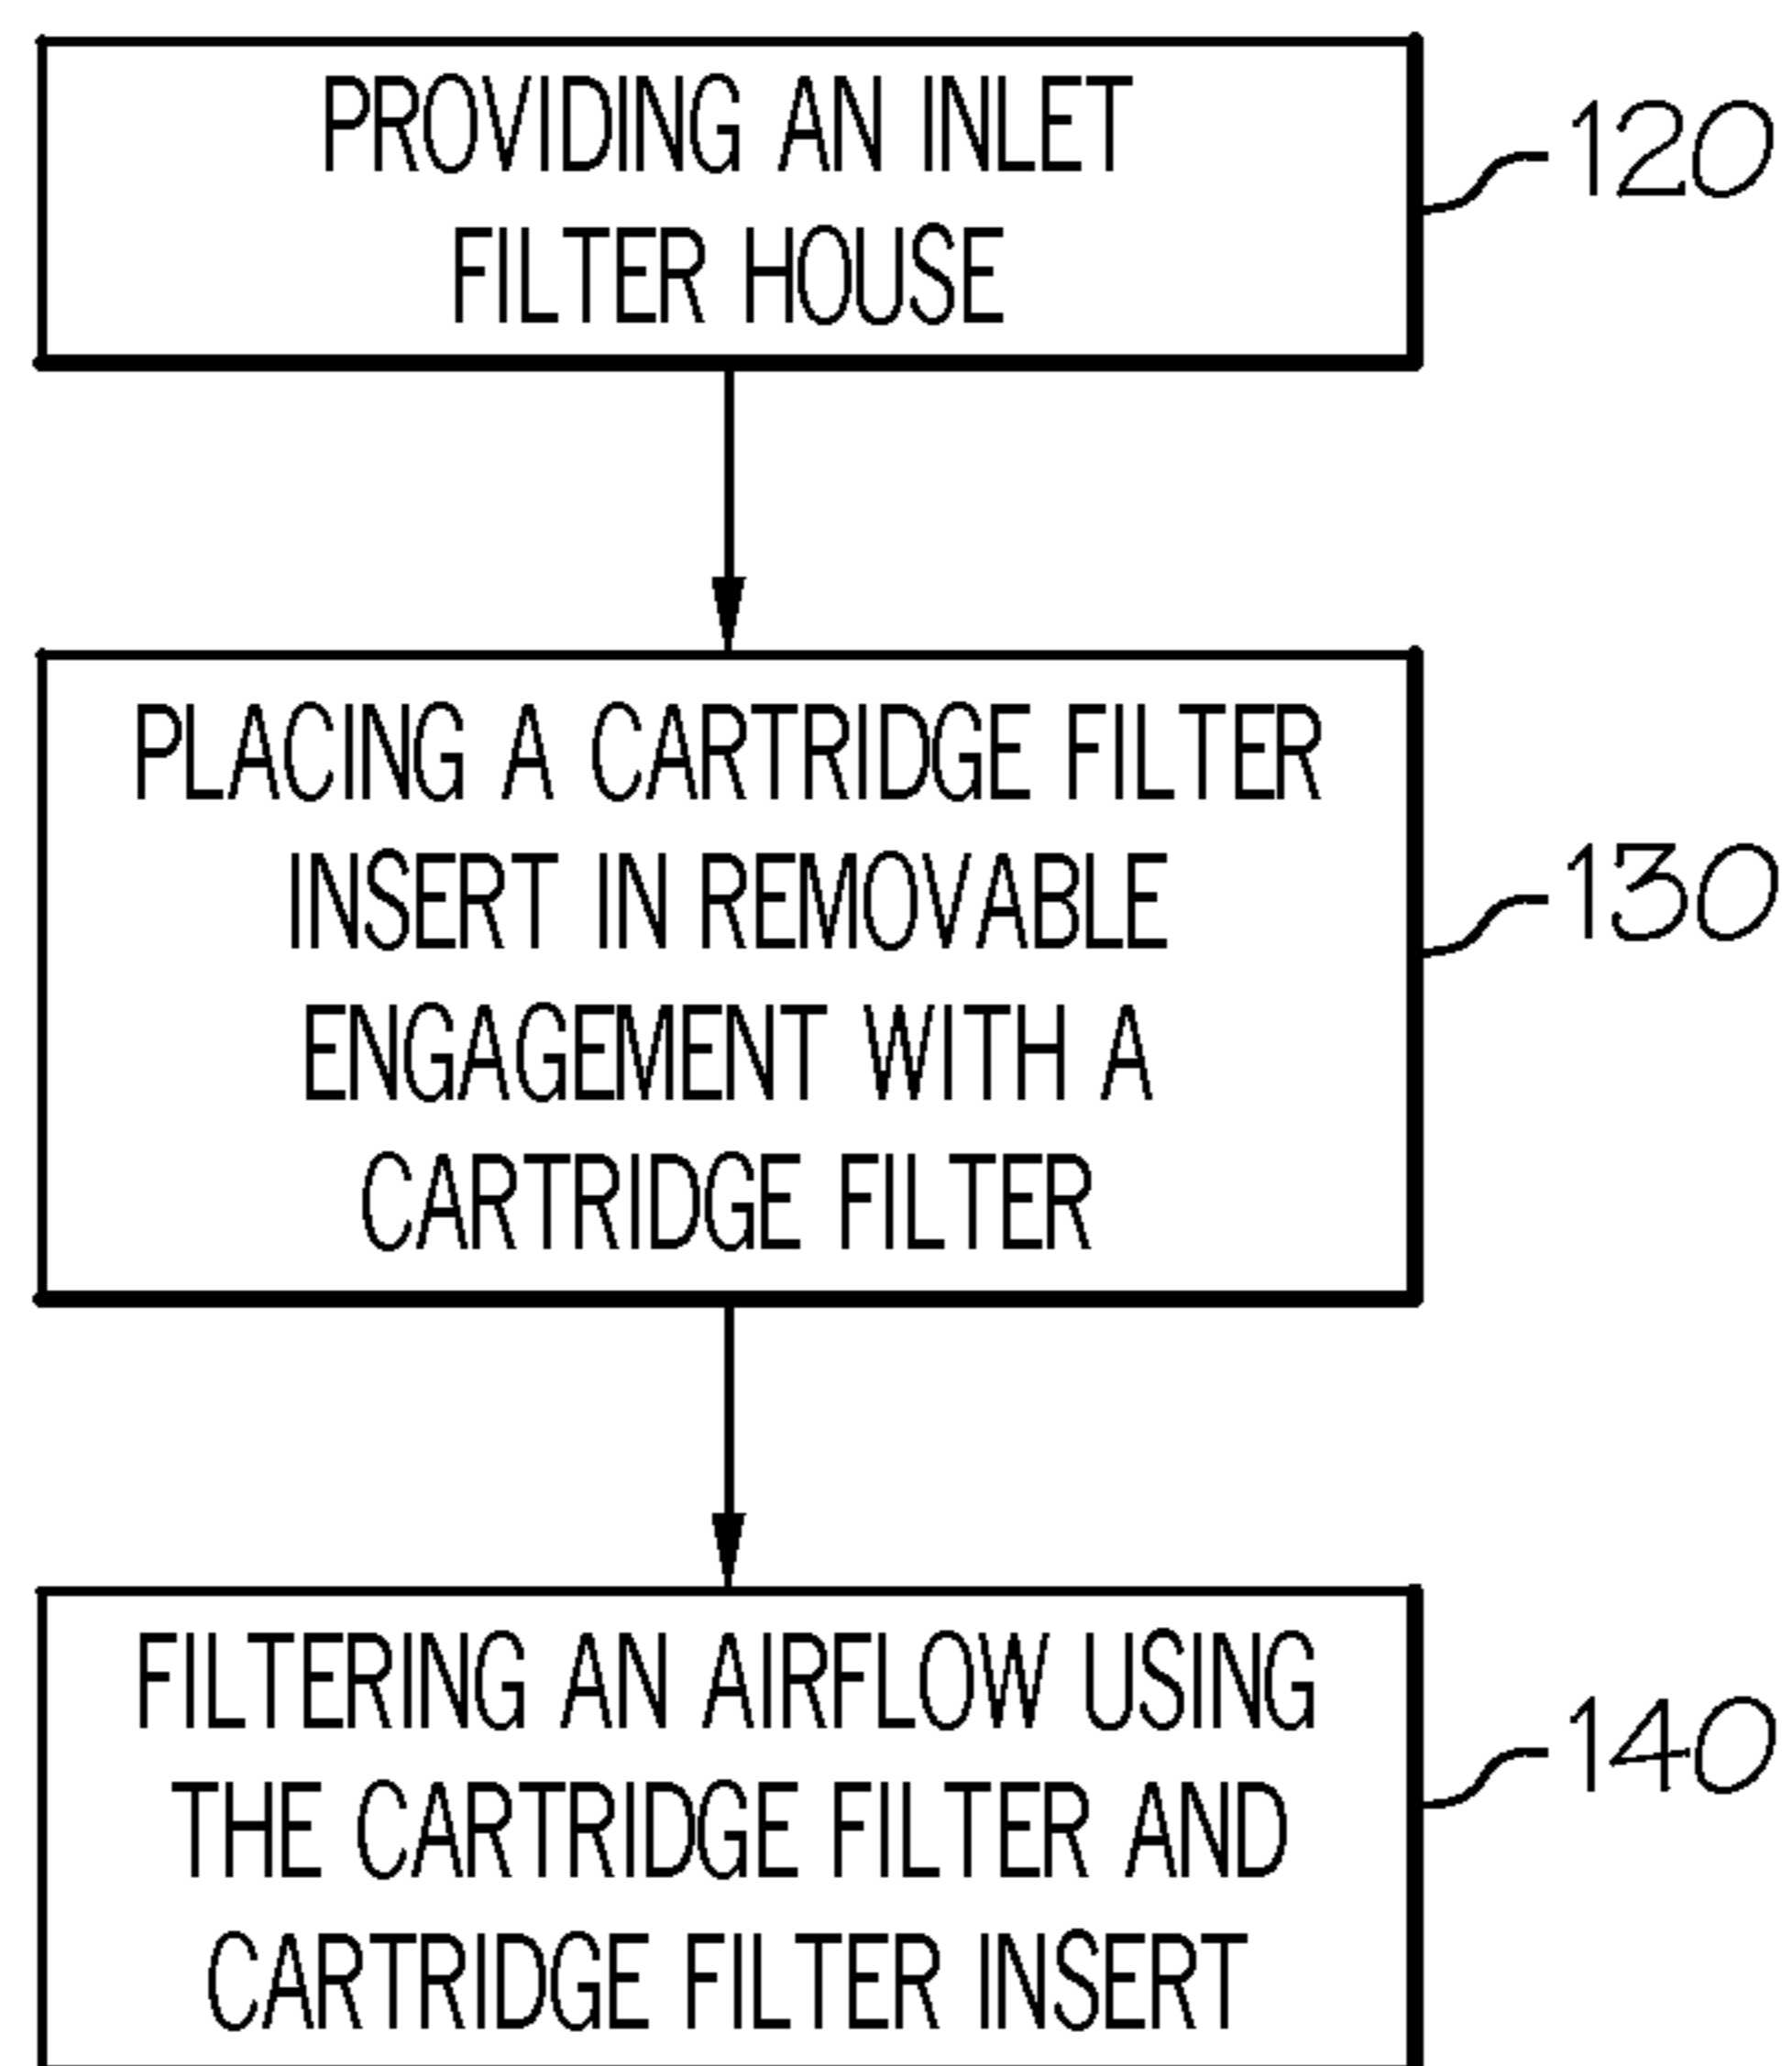 PROVIDING AN INLET
FILTER HOUSE
120
PLACING A CARTRIDGE FILTER
INSERT IN REMOVABLE
ENGAGEMENT WITH A
CARTRIDGE FILTER
130
FILTERING AN AIRFLOW USING
THE CARTRIDGE FILTER AND
CARTRIDGE FILTER INSERT
140